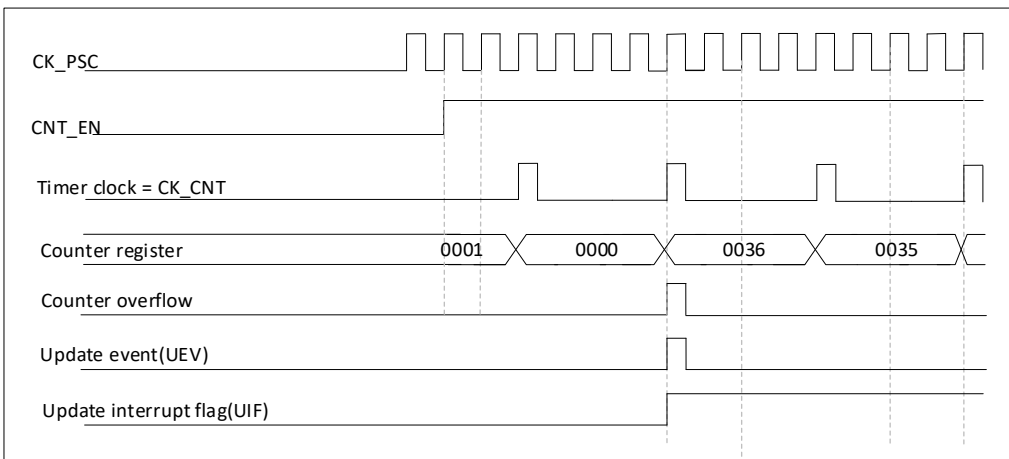 CK_PSC
CNT_EN
Timer clock = CK_CNT
Counter register 0001 0000 0036 0035
Counter overflow
Update event(UEV)
Update interrupt flag(UIF)